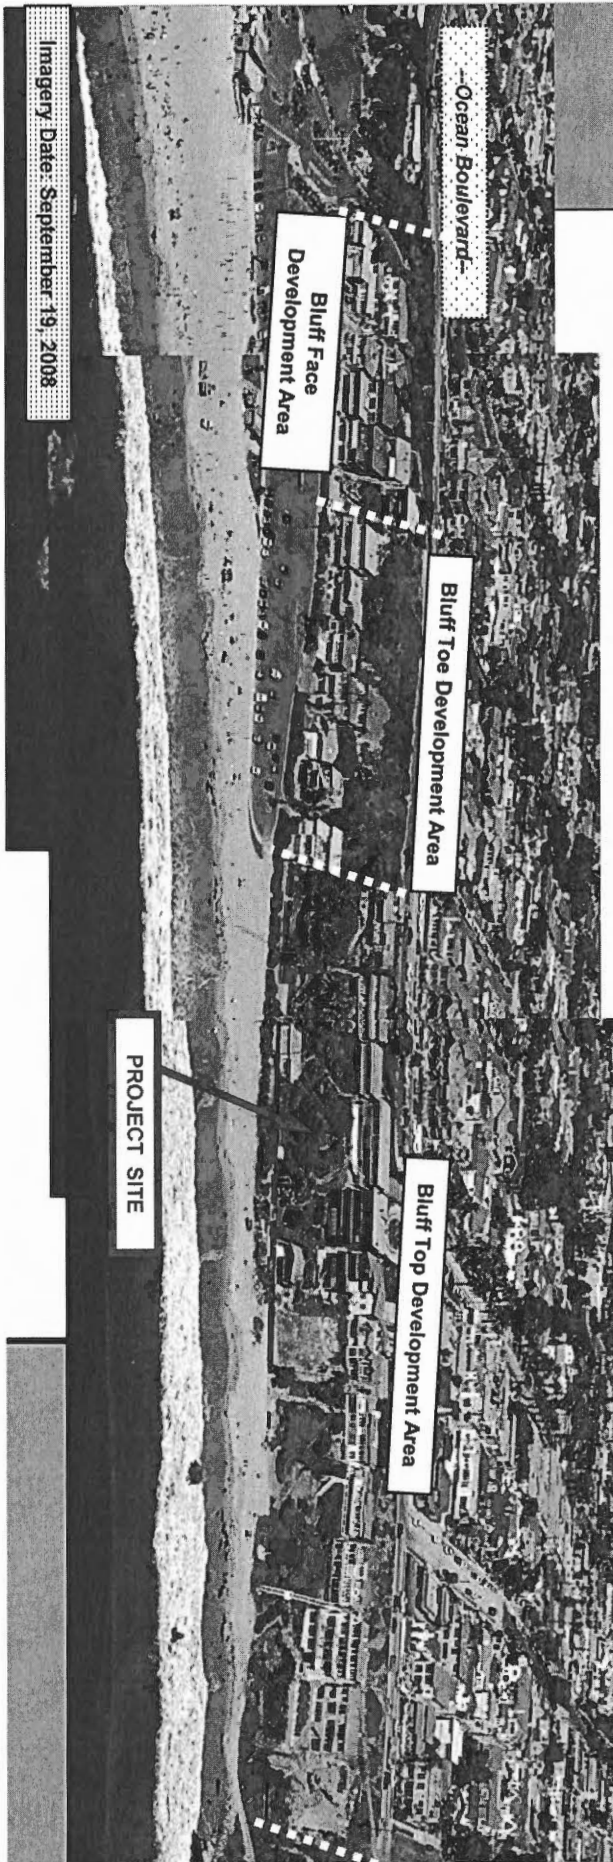 –Ocean Boulevard–
Bluff Face
Development Area
Bluff Toe Development Area
Bluff Top Development Area
PROJECT SITE
Imagery Date: September 19, 2008